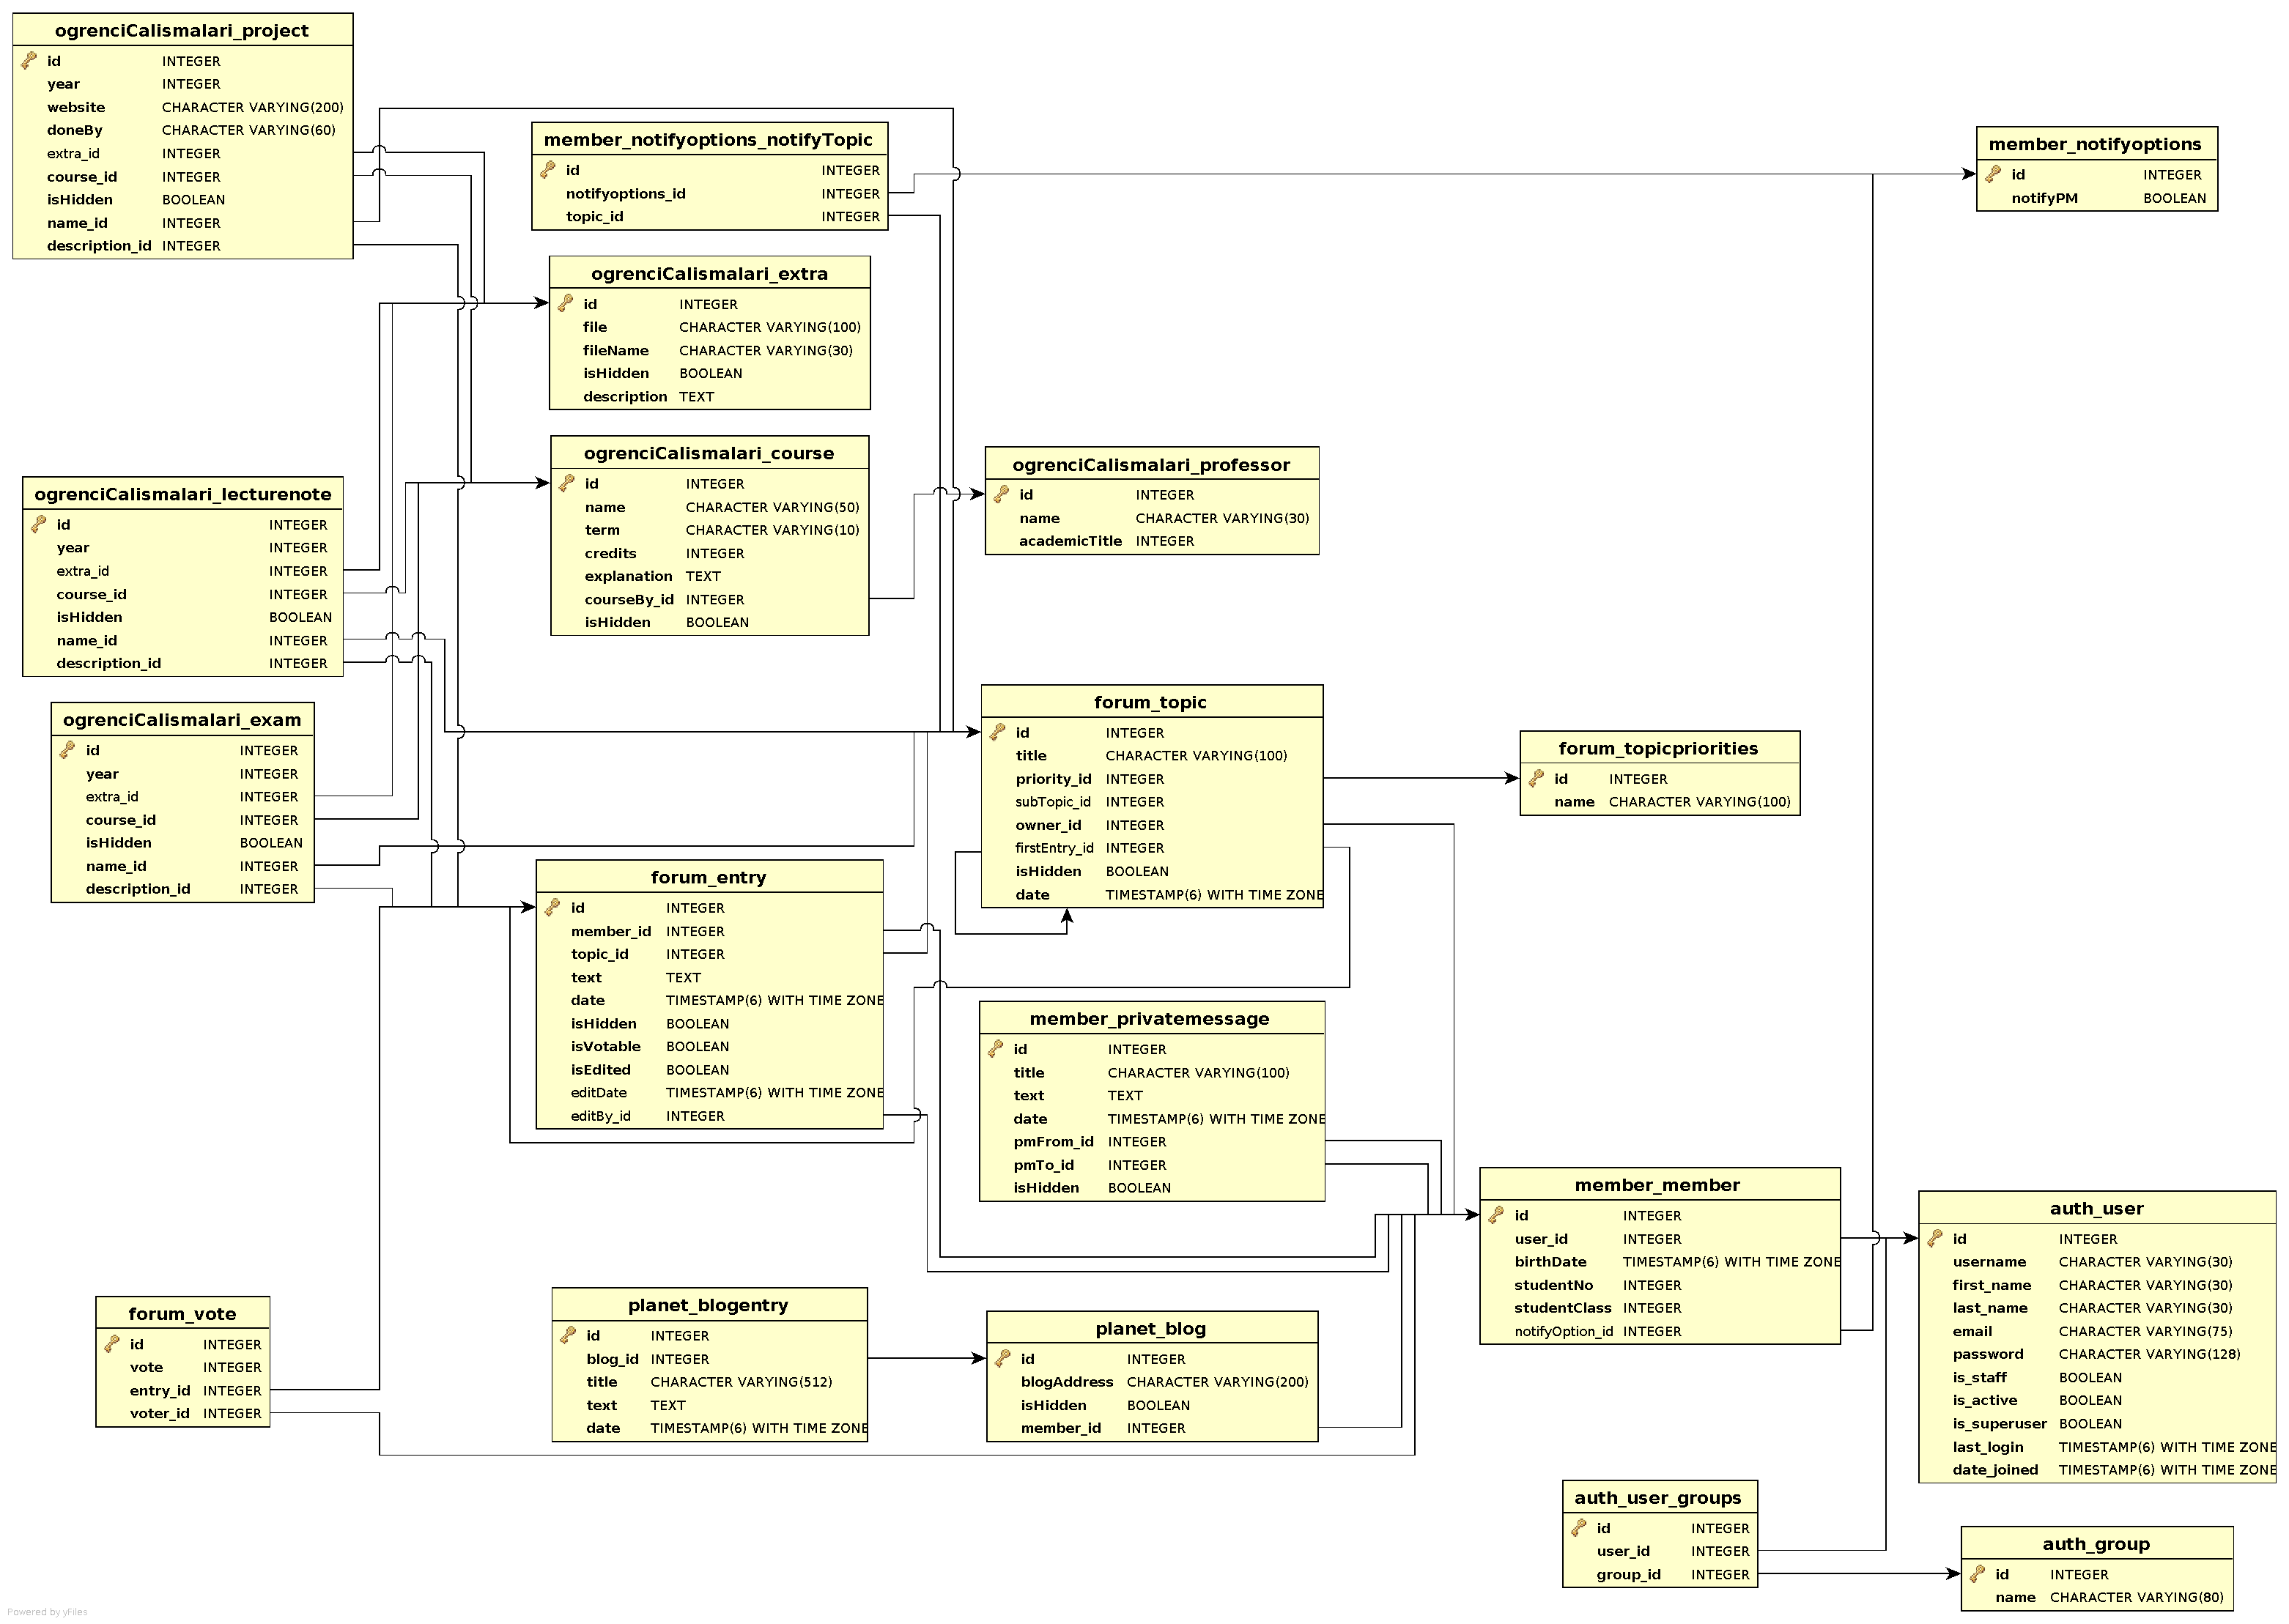 ogrenciCalismalari_project
id INTEGER
year INTEGER
website CHARACTER VARYING(200)
doneBy CHARACTER VARYING(60)
extra_id INTEGER
course_id INTEGER
isHidden BOOLEAN
name_id INTEGER
description_id INTEGER
member_notifyoptions_notifyTopic
id INTEGER
notifyoptions_id INTEGER
topic_id INTEGER
member_notifyoptions
id INTEGER
notifyPM BOOLEAN
ogrenciCalismalari_extra
id INTEGER
file CHARACTER VARYING(100)
fileName CHARACTER VARYING(30)
isHidden BOOLEAN
description TEXT
ogrenciCalismalari_course
id INTEGER
name CHARACTER VARYING(50)
term CHARACTER VARYING(10)
credits INTEGER
explanation TEXT
courseBy_id INTEGER
isHidden BOOLEAN
ogrenciCalismalari_professor
id INTEGER
name CHARACTER VARYING(30)
academicTitle INTEGER
ogrenciCalismalari_lecturenote
id INTEGER
year INTEGER
extra_id INTEGER
course_id INTEGER
isHidden BOOLEAN
name_id INTEGER
description_id INTEGER
ogrenciCalismalari_exam
id INTEGER
year INTEGER
extra_id INTEGER
course_id INTEGER
isHidden BOOLEAN
name_id INTEGER
description_id INTEGER
forum_topic
id INTEGER
title CHARACTER VARYING(100)
priority_id INTEGER
subTopic_id INTEGER
owner_id INTEGER
firstEntry_id INTEGER
isHidden BOOLEAN
date TIMESTAMP(6) WITH TIME ZONE
forum_topicpriorities
id INTEGER
name CHARACTER VARYING(100)
forum_entry
id INTEGER
member_id INTEGER
topic_id INTEGER
text TEXT
date TIMESTAMP(6) WITH TIME ZONE
isHidden BOOLEAN
isVotable BOOLEAN
isEdited BOOLEAN
editDate TIMESTAMP(6) WITH TIME ZONE
editBy_id INTEGER
member_privatemessage
id INTEGER
title CHARACTER VARYING(100)
text TEXT
date TIMESTAMP(6) WITH TIME ZONE
pmFrom_id INTEGER
pmTo_id INTEGER
isHidden BOOLEAN
member_member
id INTEGER
user_id INTEGER
birthDate TIMESTAMP(6) WITH TIME ZONE
studentNo INTEGER
studentClass INTEGER
notifyOption_id INTEGER
auth_user
id INTEGER
username CHARACTER VARYING(30)
first_name CHARACTER VARYING(30)
last_name CHARACTER VARYING(30)
email CHARACTER VARYING(75)
password CHARACTER VARYING(128)
is_staff BOOLEAN
is_active BOOLEAN
is_superuser BOOLEAN
last_login TIMESTAMP(6) WITH TIME ZONE
date_joined TIMESTAMP(6) WITH TIME ZONE
forum_vote
id INTEGER
vote INTEGER
entry_id INTEGER
voter_id INTEGER
planet_blogentry
id INTEGER
blog_id INTEGER
title CHARACTER VARYING(512)
text TEXT
date TIMESTAMP(6) WITH TIME ZONE
planet_blog
id INTEGER
blogAddress CHARACTER VARYING(200)
isHidden BOOLEAN
member_id INTEGER
auth_user_groups
id INTEGER
user_id INTEGER
group_id INTEGER
auth_group
id INTEGER
name CHARACTER VARYING(80)
Powered by yFiles